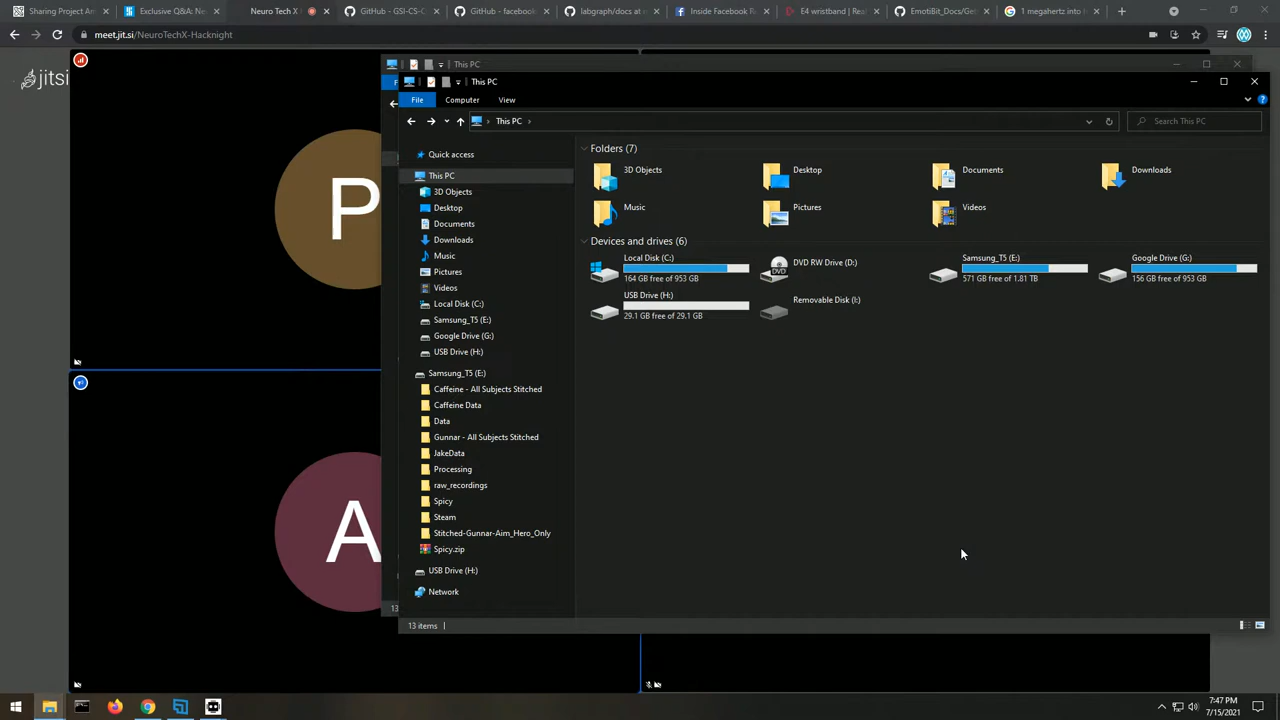 Sharing Project Am
Exclusive Q&A: Ne
Neuro Tech X
GitHub - GSI-CS-C
GitHub - facebook
labgraph/docs at m
Inside Facebook Re
E4 wristband | Real
EmotiBit_Docs/Get
1 megahertz into H
meet.jit.si/NeuroTechX-Hacknight
jitsi
This PC
This PC
File
Computer
View
This PC
Search This PC
Quick access
This PC
3D Objects
Desktop
Documents
Downloads
Music
Pictures
Videos
Local Disk (C:)
Samsung_T5 (E:)
Google Drive (G:)
USB Drive (H:)
Samsung_T5 (E:)
Caffeine - All Subjects Stitched
Caffeine Data
Data
Gunnar - All Subjects Stitched
JakeData
Processing
raw_recordings
Spicy
Steam
Stitched-Gunnar-Aim_Hero_Only
Spicy.zip
USB Drive (H:)
Network
Folders (7)
3D Objects
Desktop
Documents
Downloads
Music
Pictures
Videos
Devices and drives (6)
Local Disk (C:)
164 GB free of 953 GB
DVD RW Drive (D:)
Samsung_T5 (E:)
571 GB free of 1.81 TB
Google Drive (G:)
156 GB free of 953 GB
USB Drive (H:)
29.1 GB free of 29.1 GB
Removable Disk (I:)
13 items
13
P
A
7:47 PM
7/15/2021